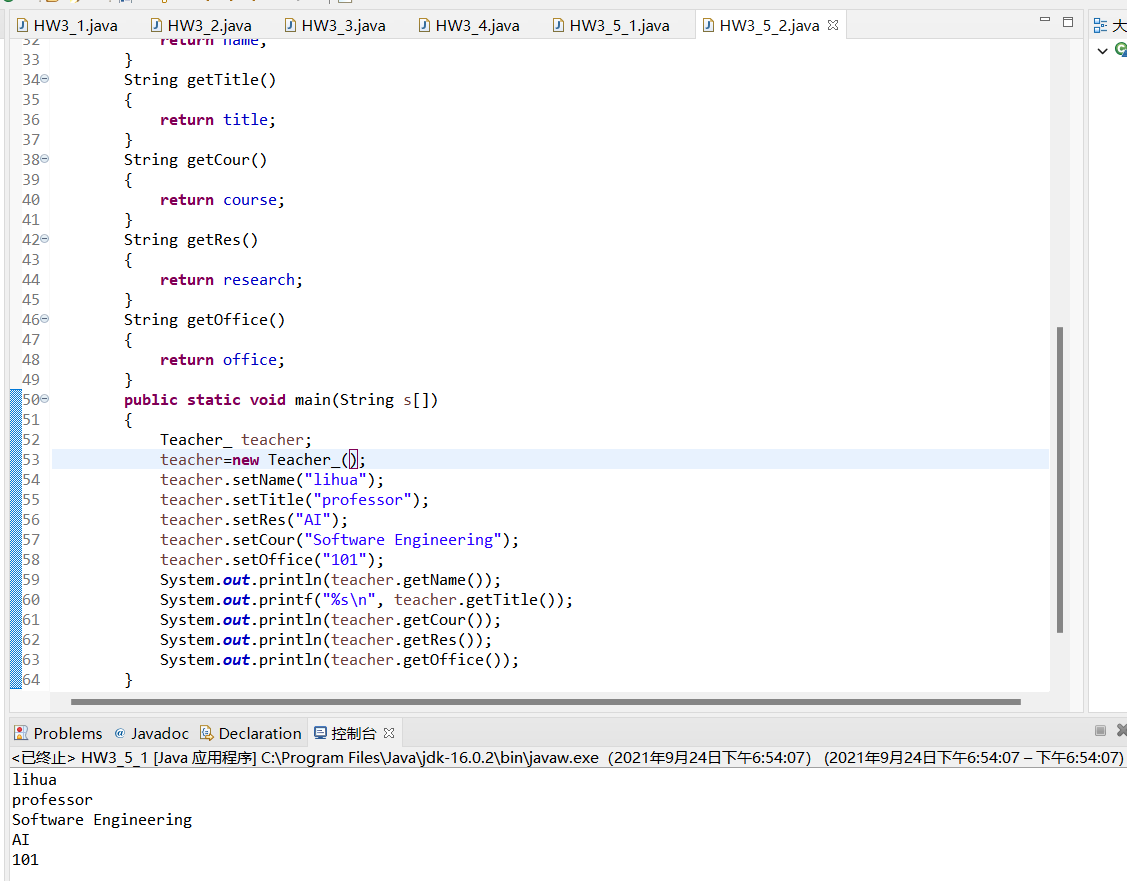 HW3_1.java HW3_2.java HW3_3.java HW3_4.java HW3_5_1.java HW3_5_2.java 大
32 return name;
33 }
34 String getTitle()
35 {
36 return title;
37 }
38 String getCour()
39 {
40 return course;
41 }
42 String getRes()
43 {
44 return research;
45 }
46 String getOffice()
47 {
48 return office;
49 }
50 public static void main(String s[])
51 {
52 Teacher_ teacher;
53 teacher=new Teacher_();
54 teacher.setName("lihua");
55 teacher.setTitle("professor");
56 teacher.setRes("AI");
57 teacher.setCour("Software Engineering");
58 teacher.setOffice("101");
59 System.out.println(teacher.getName());
60 System.out.printf("%s\n", teacher.getTitle());
61 System.out.println(teacher.getCour());
62 System.out.println(teacher.getRes());
63 System.out.println(teacher.getOffice());
64 }
Problems @ Javadoc Declaration 控制台
<已终止> HW3_5_1 [Java 应用程序] C:\Program Files\Java\jdk-16.0.2\bin\javaw.exe（2021年9月24日下午6:54:07）（2021年9月24日下午6:54:07 – 下午6:54:07)
lihua
professor
Software Engineering
AI
101